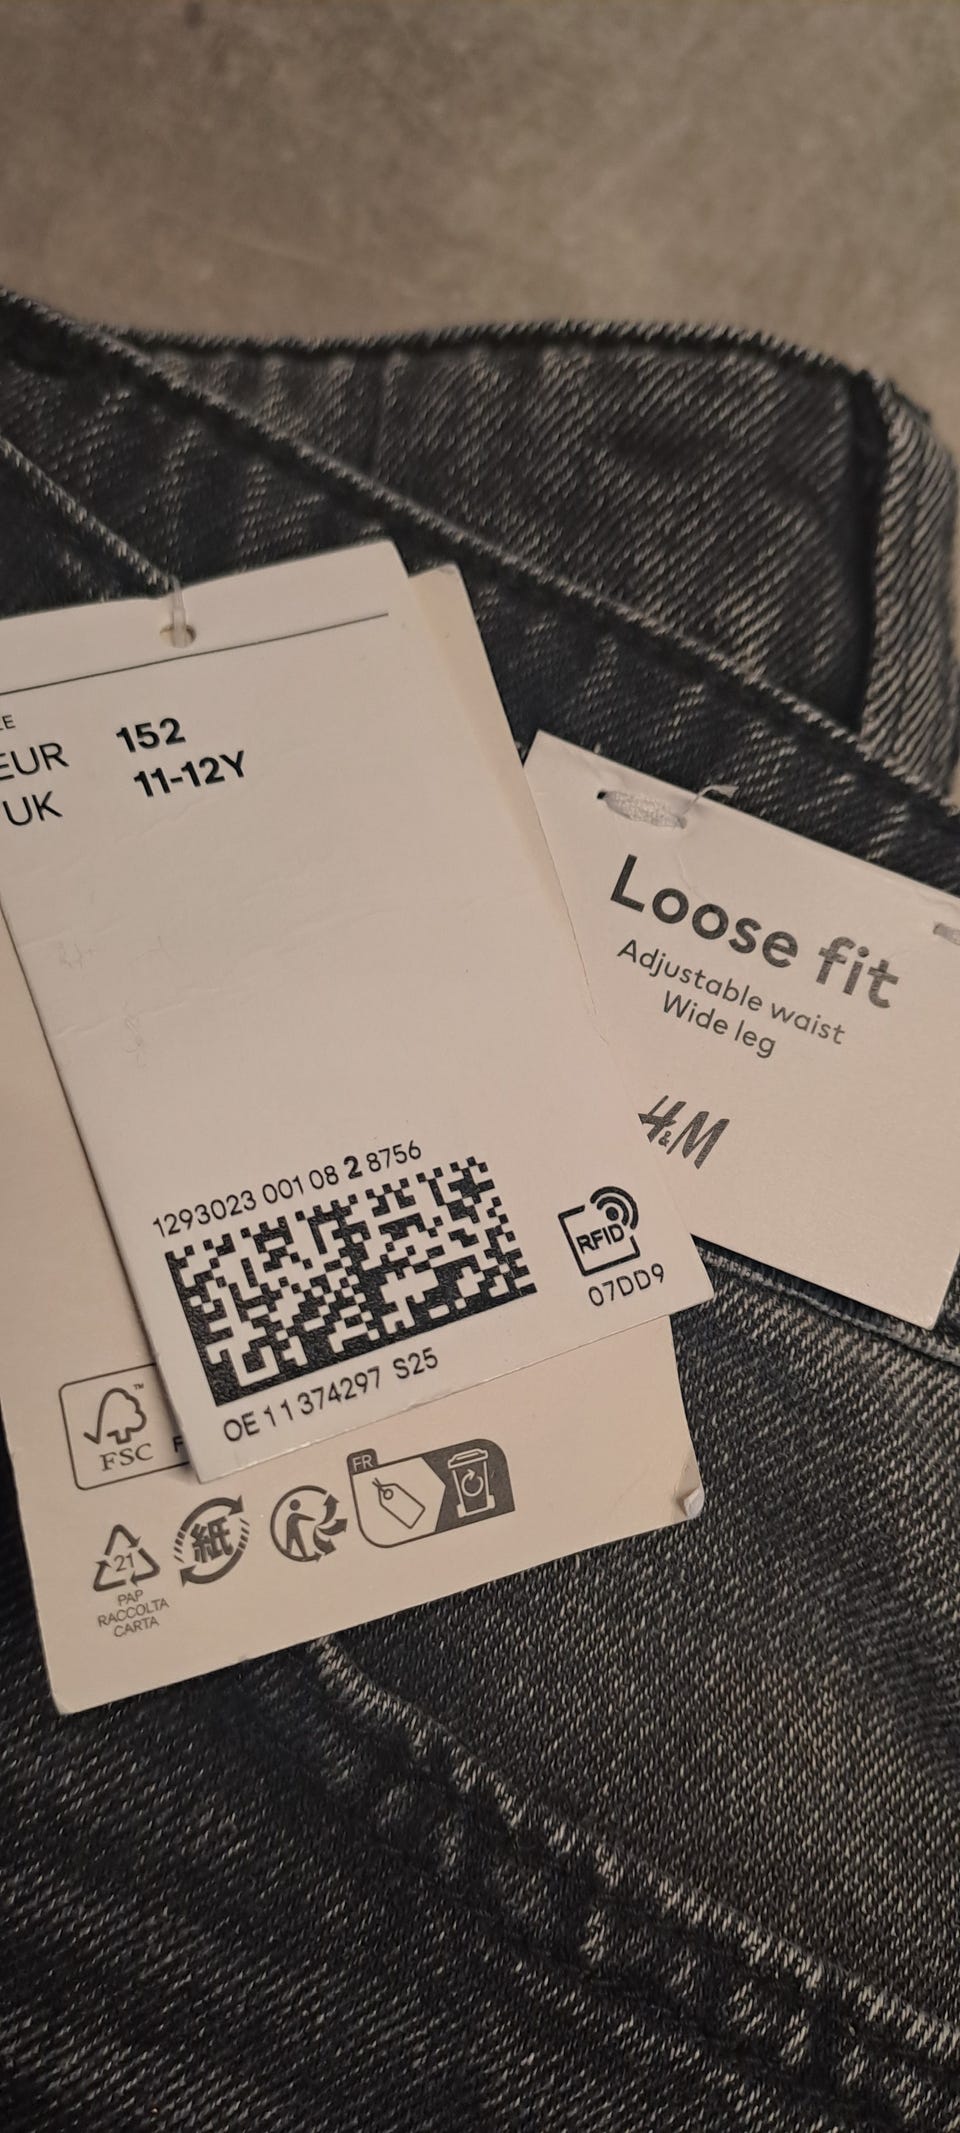 EUR 152
UK 11-12Y
1293023 001 08 2 8756
RFID
07DD9
OE 11 374297 S25
Loose fit
Adjustable waist
Wide leg
H&M
FSC™
FR
21
PAP
RACCOLTA
CARTA
紙